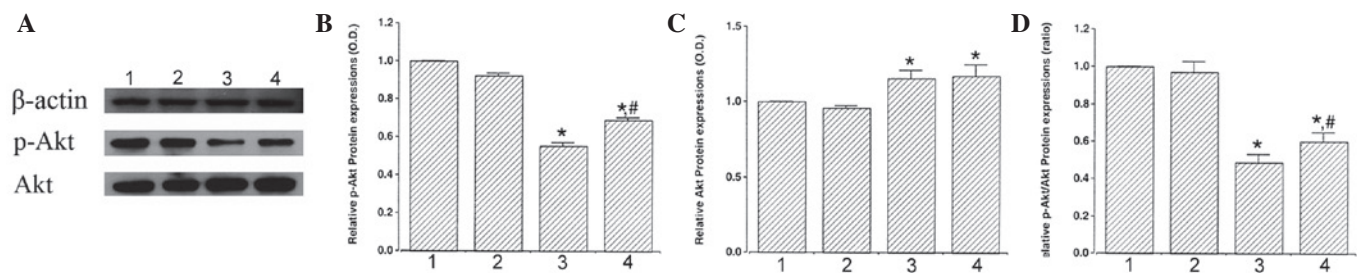 A
1 2 3 4
β-actin
p-Akt
Akt
B
Relative p-Akt Protein expressions (O.D.)
1.2
1.0
0.8
0.6
0.4
0.2
0.0
*
*,#
1 2 3 4
C
Relative Akt Protein expressions (O.D.)
1.5
1.0
0.5
0.0
*
*
1 2 3 4
D
elative p-Akt/Akt Protein expressions (ratio)
1.2
1.0
0.8
0.6
0.4
0.2
0.0
*
*,#
1 2 3 4